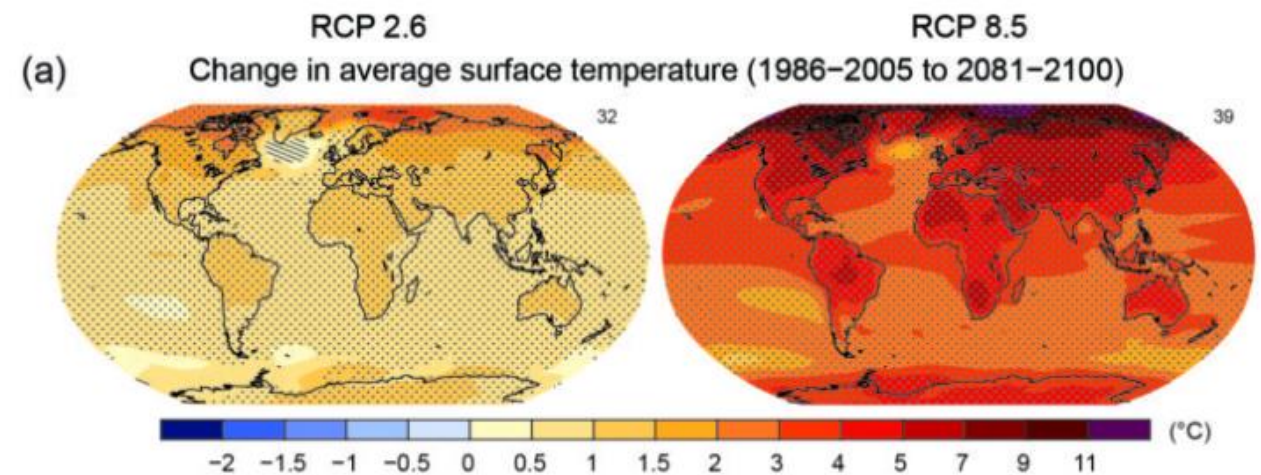 RCP 2.6 RCP 8.5
(a) Change in average surface temperature (1986−2005 to 2081−2100)
32 39
−2 −1.5 −1 −0.5 0 0.5 1 1.5 2 3 4 5 7 9 11 (°C)